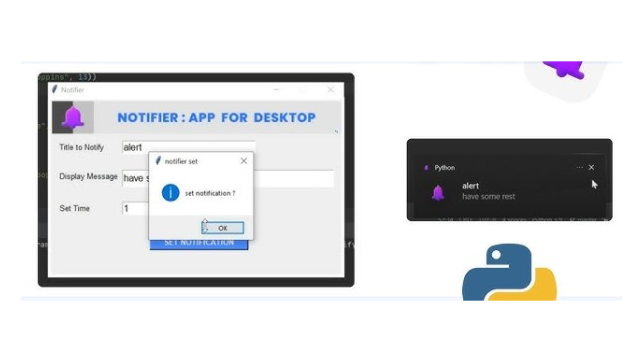 oppins", 13))
Notifier
NOTIFIER : APP FOR DESKTOP
Title to Notify
alert
notifier set
Display Message
have s
set notification ?
Set Time
1
OK
SET NOTIFICATION
Python
alert
have some rest